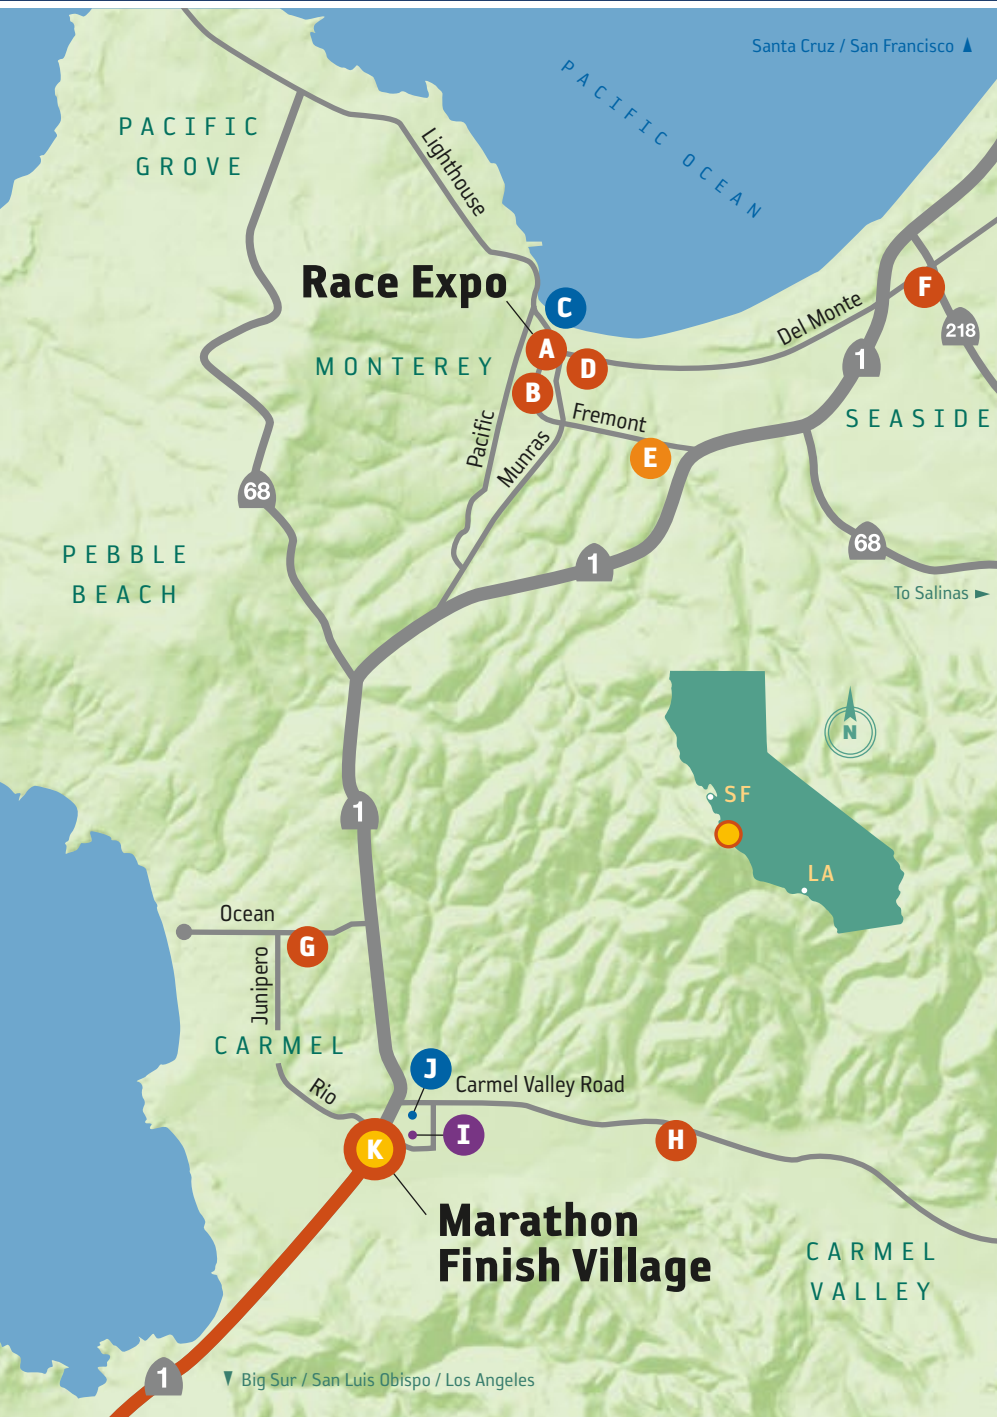 Santa Cruz / San Francisco
PACIFIC OCEAN
PACIFIC
GROVE
Lighthouse
Race Expo
C
F
Del Monte
218
A
D
1
MONTEREY
B
SEASIDE
Fremont
Pacific
Munras
E
68
68
PEBBLE
BEACH
1
To Salinas
N
SF
1
LA
Ocean
G
Junipero
CARMEL
J
Carmel Valley Road
Rio
I
H
K
Marathon
Finish Village
CARMEL
VALLEY
1
Big Sur / San Luis Obispo / Los Angeles